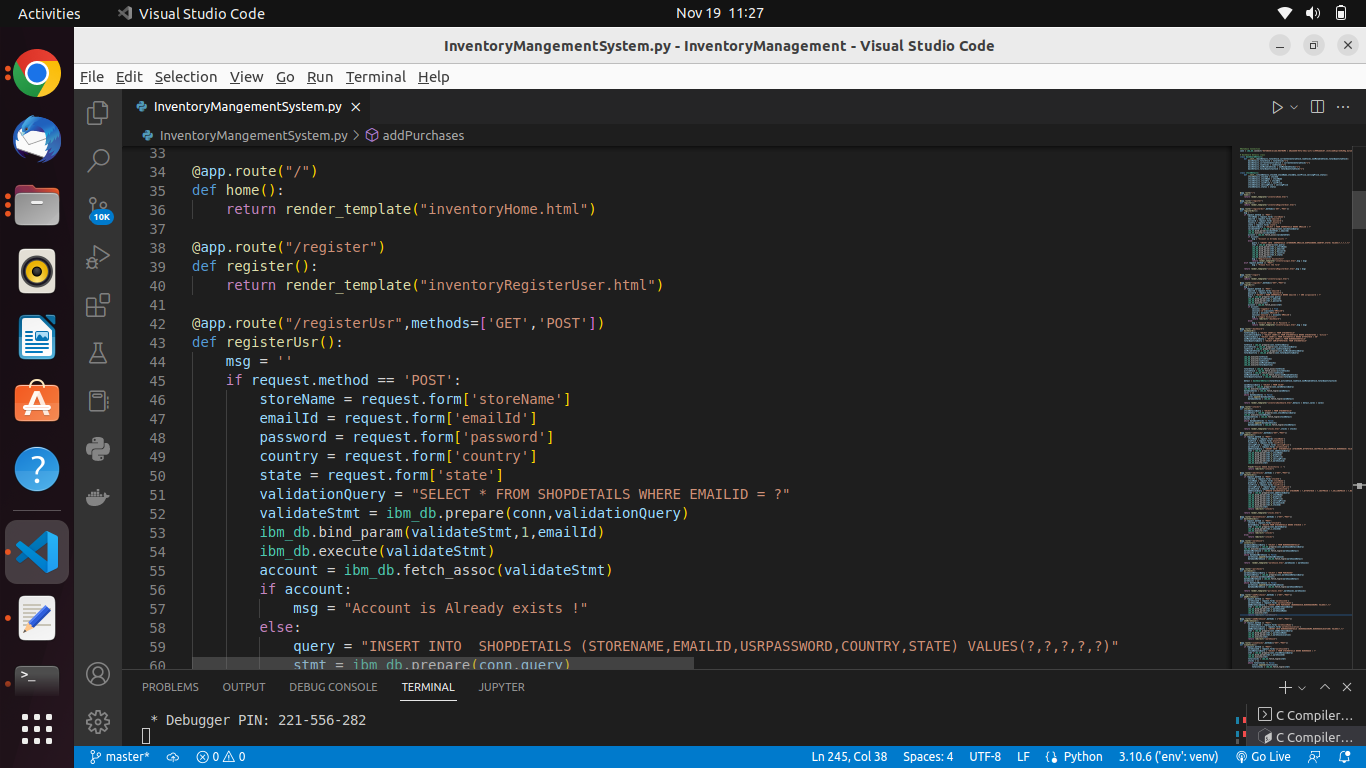 Activities
Visual Studio Code
Nov 19 11:27
InventoryMangementSystem.py - InventoryManagement - Visual Studio Code
File Edit Selection View Go Run Terminal Help
InventoryMangementSystem.py
InventoryMangementSystem.py > addPurchases
33
34 @app.route("/")
35 def home():
36 return render_template("inventoryHome.html")
37
38 @app.route("/register")
39 def register():
40 return render_template("inventoryRegisterUser.html")
41
42 @app.route("/registerUsr",methods=['GET','POST'])
43 def registerUsr():
44 msg = ''
45 if request.method == 'POST':
46 storeName = request.form['storeName']
47 emailId = request.form['emailId']
48 password = request.form['password']
49 country = request.form['country']
50 state = request.form['state']
51 validationQuery = "SELECT * FROM SHOPDETAILS WHERE EMAILID = ?"
52 validateStmt = ibm_db.prepare(conn,validationQuery)
53 ibm_db.bind_param(validateStmt,1,emailId)
54 ibm_db.execute(validateStmt)
55 account = ibm_db.fetch_assoc(validateStmt)
56 if account:
57 msg = "Account is Already exists !"
58 else:
59 query = "INSERT INTO  SHOPDETAILS (STORENAME,EMAILID,USRPASSWORD,COUNTRY,STATE) VALUES(?,?,?,?,?)"
60 stmt = ibm_db.prepare(conn,query)
10K
PROBLEMS OUTPUT DEBUG CONSOLE TERMINAL JUPYTER
* Debugger PIN: 221-556-282
C Compiler...
C Compiler...
master* 0 0 Ln 245, Col 38 Spaces: 4 UTF-8 LF Python 3.10.6 ('env': venv) Go Live